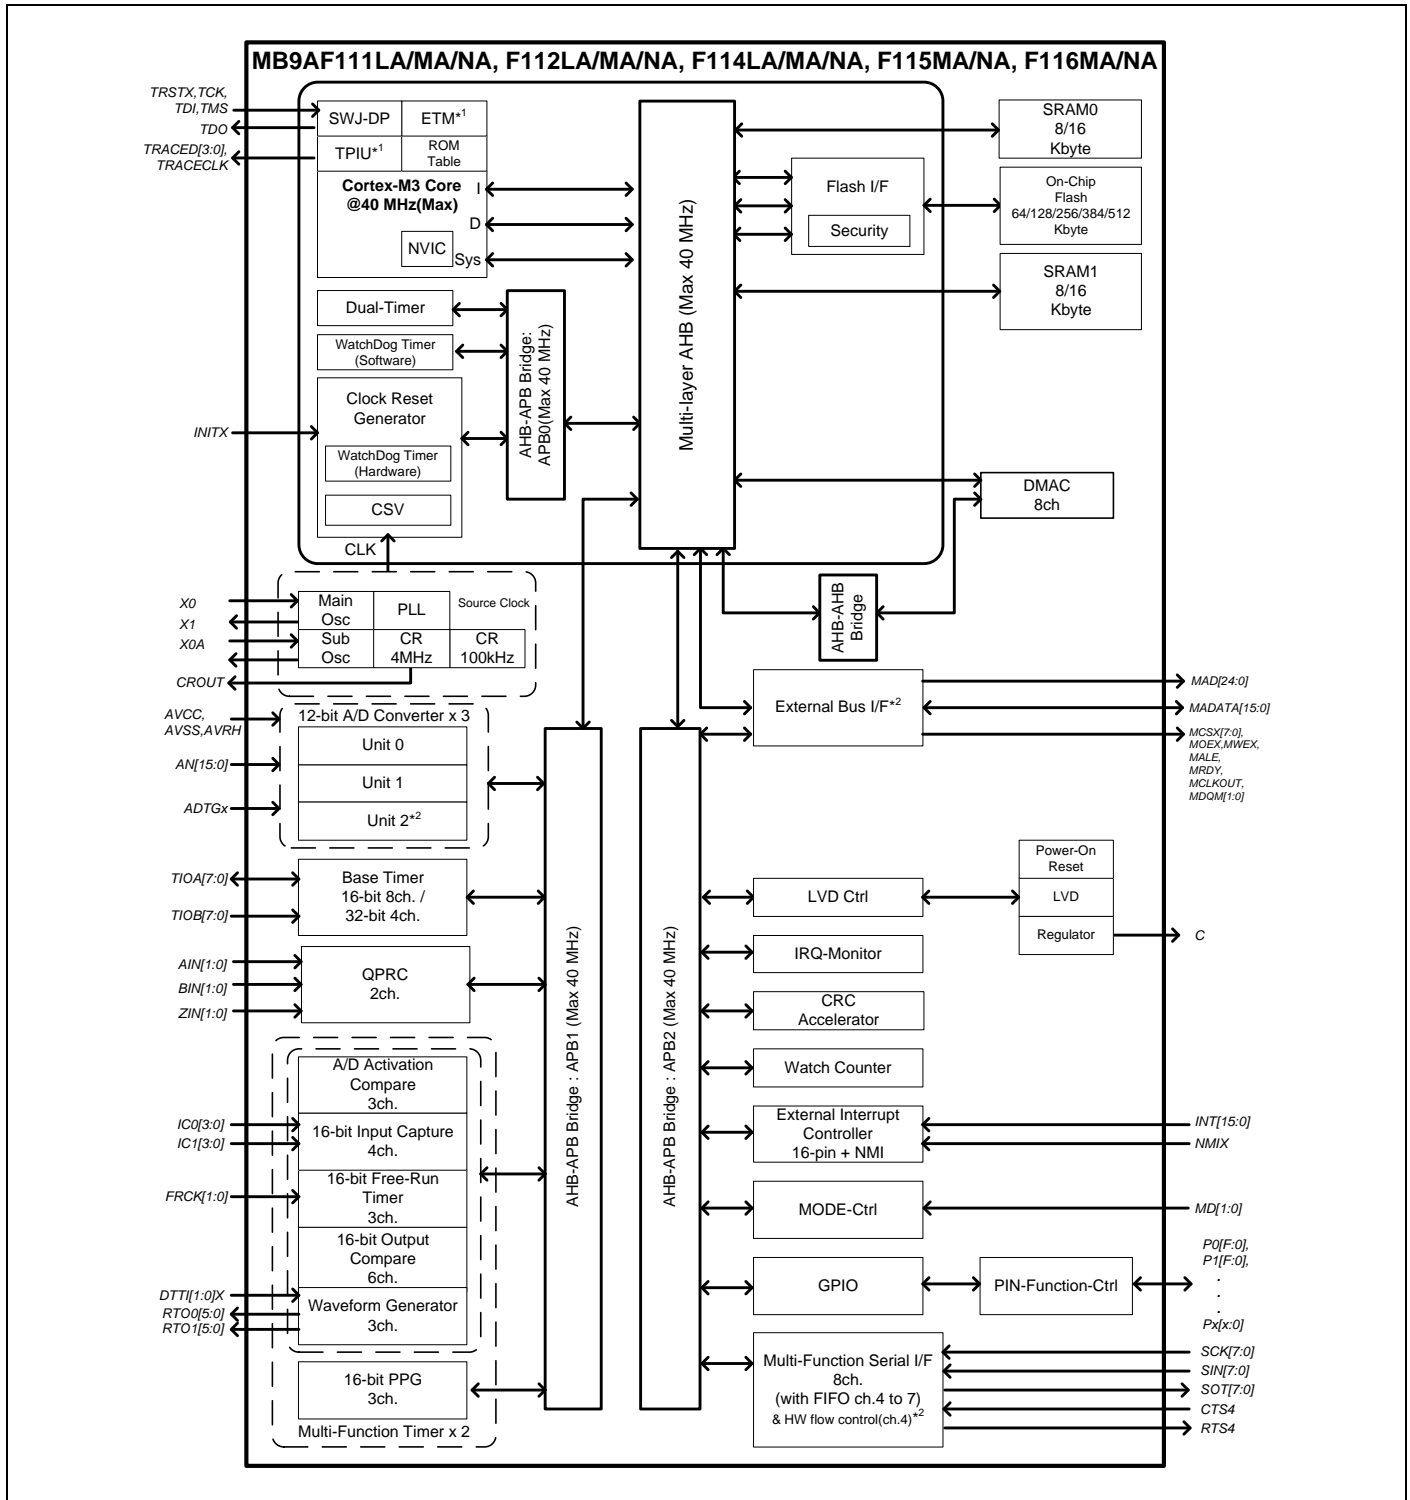 MB9AF111LA/MA/NA, F112LA/MA/NA, F114LA/MA/NA, F115MA/NA, F116MA/NA
TRSTX,TCK,
TDI,TMS
TDO
TRACED[3:0],
TRACECLK
SWJ-DP
ETM*1
TPIU*1
ROM
Table
Cortex-M3 Core
@40 MHz(Max)
I
D
NVIC
Sys
Dual-Timer
WatchDog Timer
(Software)
Clock Reset
Generator
WatchDog Timer
(Hardware)
CSV
INITX
CLK
AHB-APB Bridge:
APB0(Max 40 MHz)
Multi-layer AHB (Max 40 MHz)
Flash I/F
Security
SRAM0
8/16
Kbyte
On-Chip
Flash
64/128/256/384/512
Kbyte
SRAM1
8/16
Kbyte
DMAC
8ch
AHB-AHB
Bridge
X0
X1
X0A
CROUT
Main
Osc
PLL
Source Clock
Sub
Osc
CR
4MHz
CR
100kHz
AVCC,
AVSS,AVRH
AN[15:0]
ADTGx
12-bit A/D Converter x 3
Unit 0
Unit 1
Unit 2*2
TIOA[7:0]
TIOB[7:0]
Base Timer
16-bit 8ch. /
32-bit 4ch.
AIN[1:0]
BIN[1:0]
ZIN[1:0]
QPRC
2ch.
A/D Activation
Compare
3ch.
IC0[3:0]
IC1[3:0]
16-bit Input Capture
4ch.
FRCK[1:0]
16-bit Free-Run
Timer
3ch.
16-bit Output
Compare
6ch.
DTTI[1:0]X
RTO0[5:0]
RTO1[5:0]
Waveform Generator
3ch.
16-bit PPG
3ch.
Multi-Function Timer x 2
AHB-APB Bridge : APB1 (Max 40 MHz)
AHB-APB Bridge : APB2 (Max 40 MHz)
External Bus I/F*2
MAD[24:0]
MADATA[15:0]
MCSX[7:0],
MOEX,MWEX,
MALE,
MRDY,
MCLKOUT,
MDQM[1:0]
LVD Ctrl
Power-On
Reset
LVD
Regulator
C
IRQ-Monitor
CRC
Accelerator
Watch Counter
External Interrupt
Controller
16-pin + NMI
INT[15:0]
NMIX
MODE-Ctrl
MD[1:0]
GPIO
PIN-Function-Ctrl
P0[F:0],
P1[F:0],
.
.
.
Px[x:0]
Multi-Function Serial I/F
8ch.
(with FIFO ch.4 to 7)
& HW flow control(ch.4)*2
SCK[7:0]
SIN[7:0]
SOT[7:0]
CTS4
RTS4